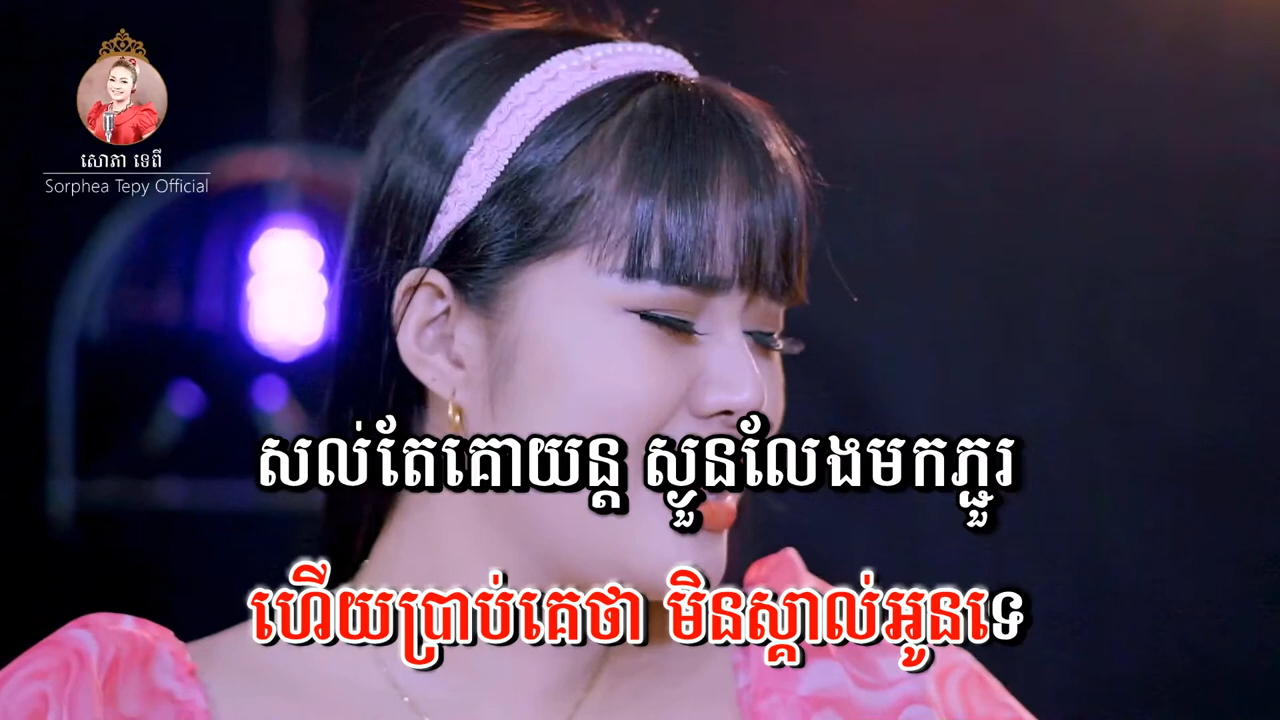 សោភា ទេពី
Sorphea Tepy Official
សល់តែគោយន្ត ស្ងួនលែងមកភ្ជួរ
ហើយប្រាប់គេថា មិនស្គាល់អូនទេ